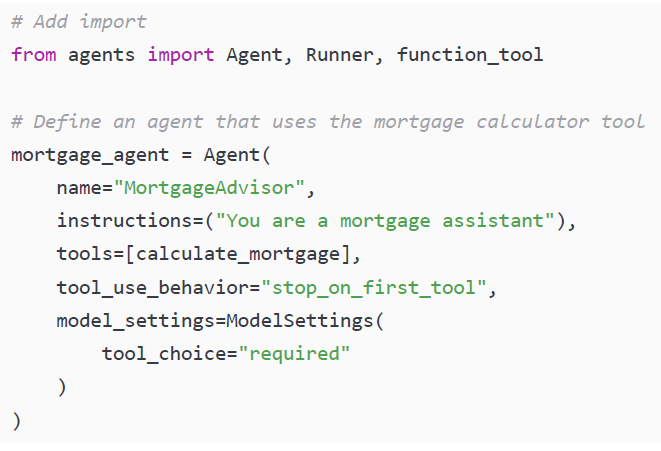 # Add import
from agents import Agent, Runner, function_tool

# Define an agent that uses the mortgage calculator tool
mortgage_agent = Agent(
    name="MortgageAdvisor",
    instructions=("You are a mortgage assistant"),
    tools=[calculate_mortgage],
    tool_use_behavior="stop_on_first_tool",
    model_settings=ModelSettings(
        tool_choice="required"
    )
)